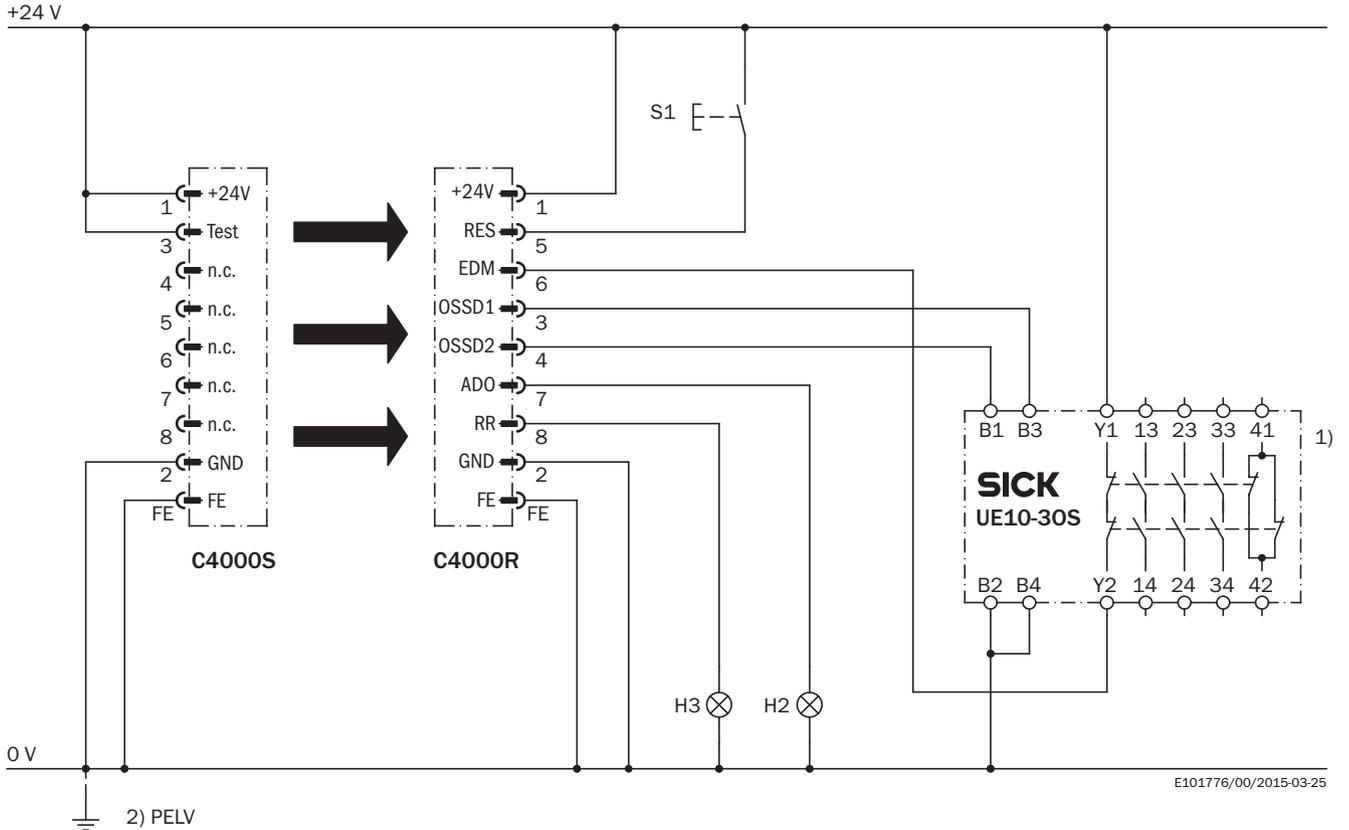 +24 V
S1
+24V
1
Test
3
n.c.
4
n.c.
5
n.c.
6
n.c.
7
n.c.
8
GND
2
FE
FE
C4000S
+24V
1
RES
5
EDM
6
OSSD1
3
OSSD2
4
ADO
7
RR
8
GND
2
FE
FE
C4000R
H3
H2
B1 B3 Y1 13 23 33 41
1)
SICK
UE10-30S
B2 B4 Y2 14 24 34 42
0 V
E101776/00/2015-03-25
2) PELV